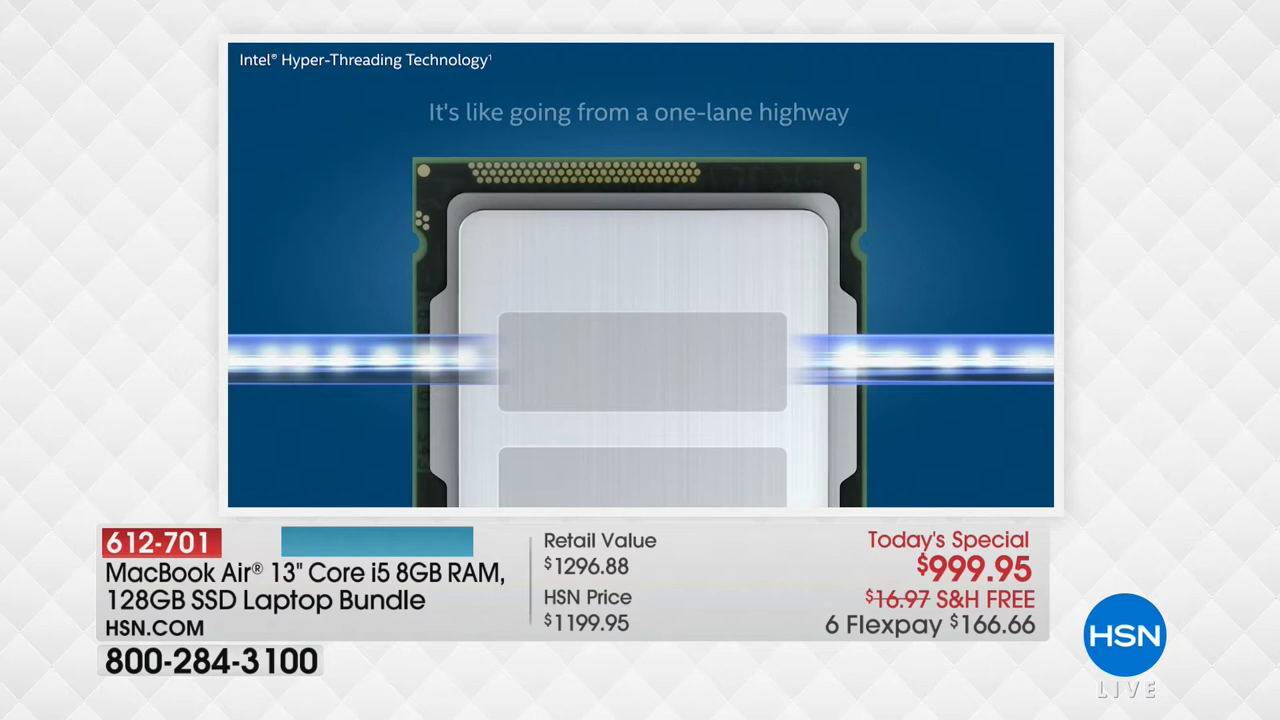 Intel® Hyper-Threading Technology¹
It's like going from a one-lane highway
612-701
MacBook Air® 13" Core i5 8GB RAM,
128GB SSD Laptop Bundle
HSN.COM
800-284-3100
Retail Value
$1296.88
HSN Price
$1199.95
Today's Special
$999.95
$16.97 S&H FREE
6 Flexpay $166.66
HSN
LIVE